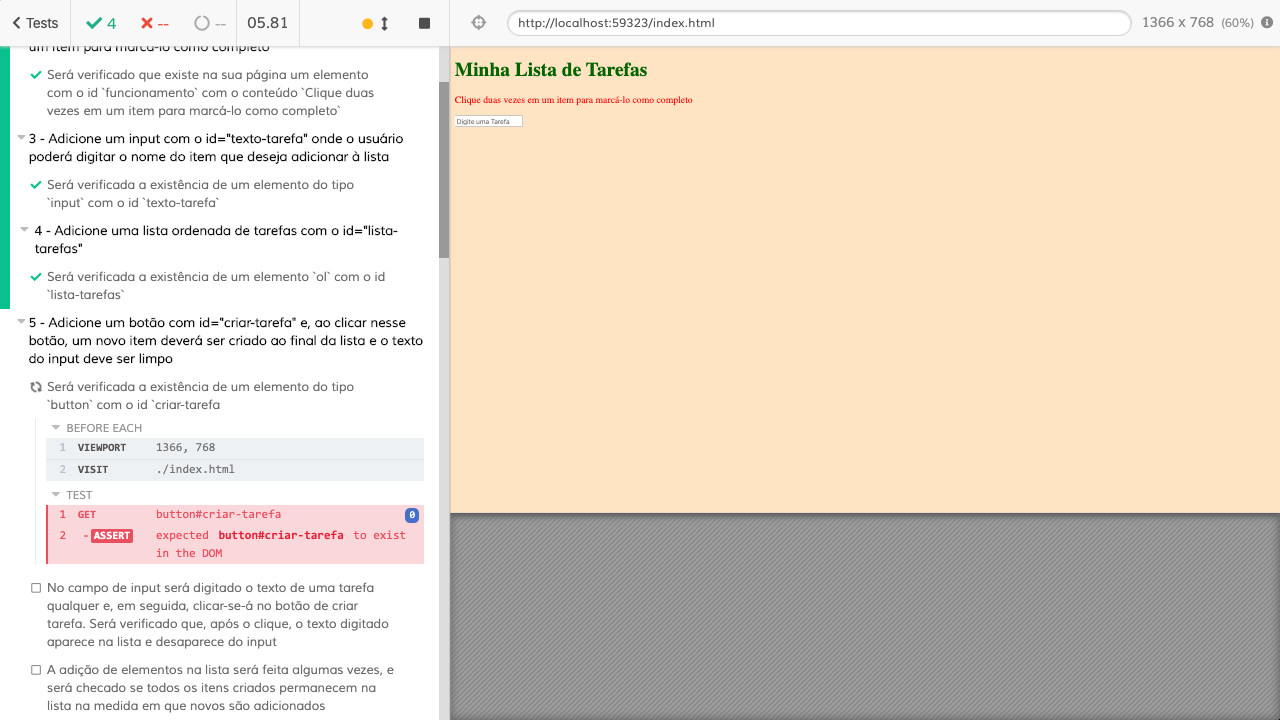 Tests
4
--
--
05.81
http://localhost:59323/index.html
1366 x 768 (60%)
um item para marcá-lo como completo
Será verificado que existe na sua página um elemento
com o id `funcionamento` com o conteúdo `Clique duas
vezes em um item para marcá-lo como completo`
3 - Adicione um input com o id="texto-tarefa" onde o usuário
poderá digitar o nome do item que deseja adicionar à lista
Será verificada a existência de um elemento do tipo
`input` com o id `texto-tarefa`
4 - Adicione uma lista ordenada de tarefas com o id="lista-
tarefas"
Será verificada a existência de um elemento `ol` com o id
`lista-tarefas`
5 - Adicione um botão com id="criar-tarefa" e, ao clicar nesse
botão, um novo item deverá ser criado ao final da lista e o texto
do input deve ser limpo
Será verificada a existência de um elemento do tipo
`button` com o id `criar-tarefa
BEFORE EACH
1 VIEWPORT 1366, 768
2 VISIT ./index.html
TEST
1 GET button#criar-tarefa 0
2 -ASSERT expected button#criar-tarefa to exist
in the DOM
No campo de input será digitado o texto de uma tarefa
qualquer e, em seguida, clicar-se-á no botão de criar
tarefa. Será verificado que, após o clique, o texto digitado
aparece na lista e desaparece do input
A adição de elementos na lista será feita algumas vezes, e
será checado se todos os itens criados permanecem na
lista na medida em que novos são adicionados
Minha Lista de Tarefas
Clique duas vezes em um item para marcá-lo como completo
Digite uma Tarefa